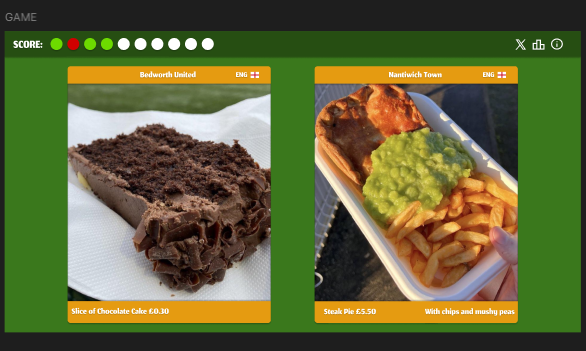 GAME
SCORE:
Bedworth United ENG
Nantiwich Town ENG
Slice of Chocolate Cake £0.30
Steak Pie £5.50 With chips and mushy peas